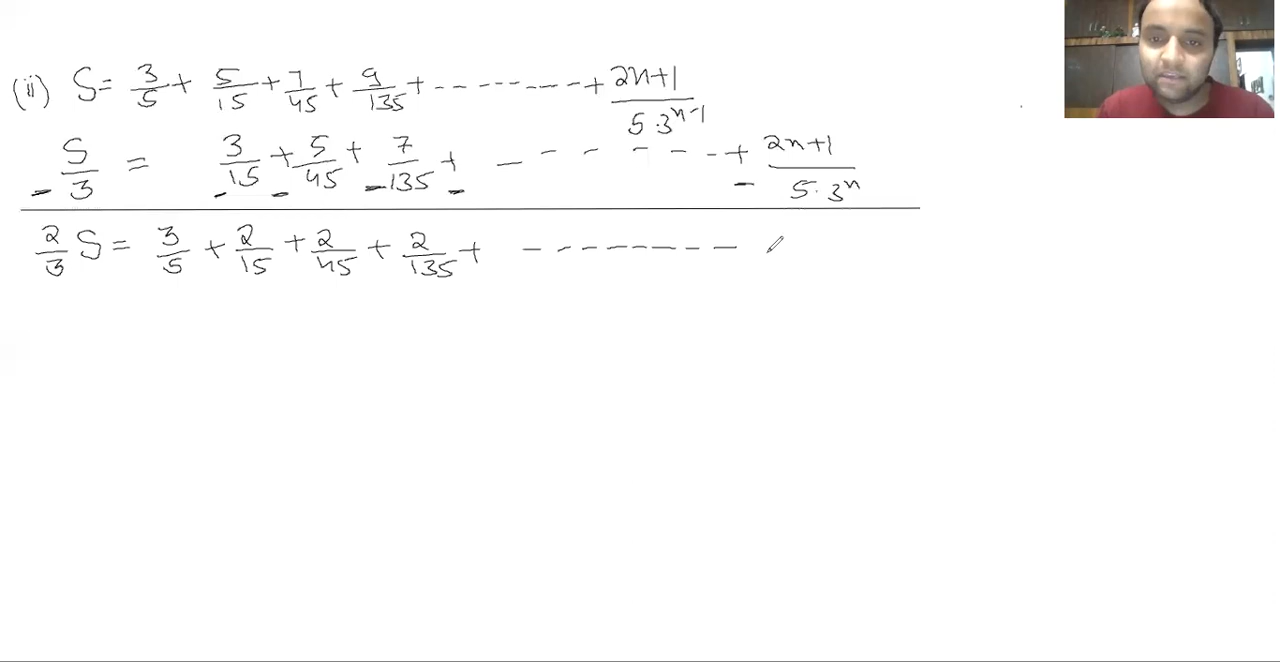 (ii) S= 3/5 + 5/15 + 7/45 + 9/135 + -------- + 2n+1/5·3^n-1
S/3 = 3/15 + 5/45 + 7/135 + ------- + 2n+1/5·3^n
- - - - - -
2/3 S= 3/5 + 2/15 + 2/45 + 2/135 + --------